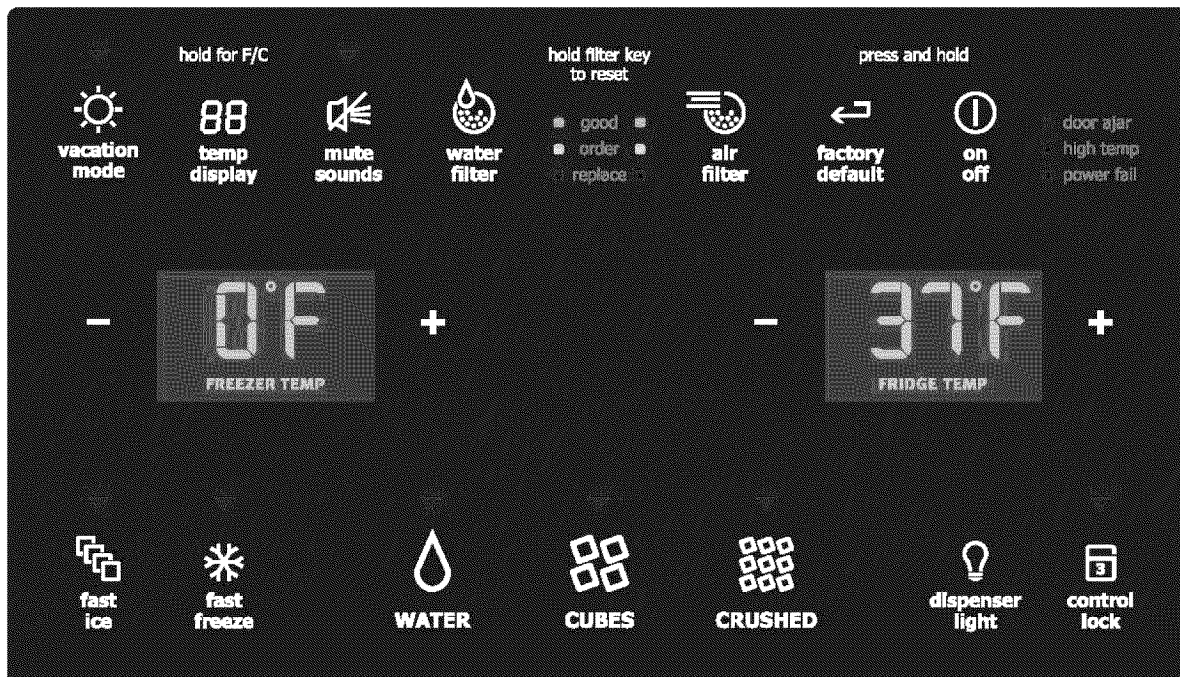 hold for F/C
hold filter key
to reset
press and hold
88
vacation
mode
temp
display
mute
sounds
water
filter
good
order
replace
air
filter
factory
default
on
off
door ajar
high temp
power fail
0°F
FREEZER TEMP
37°F
FRIDGE TEMP
- +
- +
3
fast
ice
fast
freeze
WATER
CUBES
CRUSHED
dispenser
light
control
lock